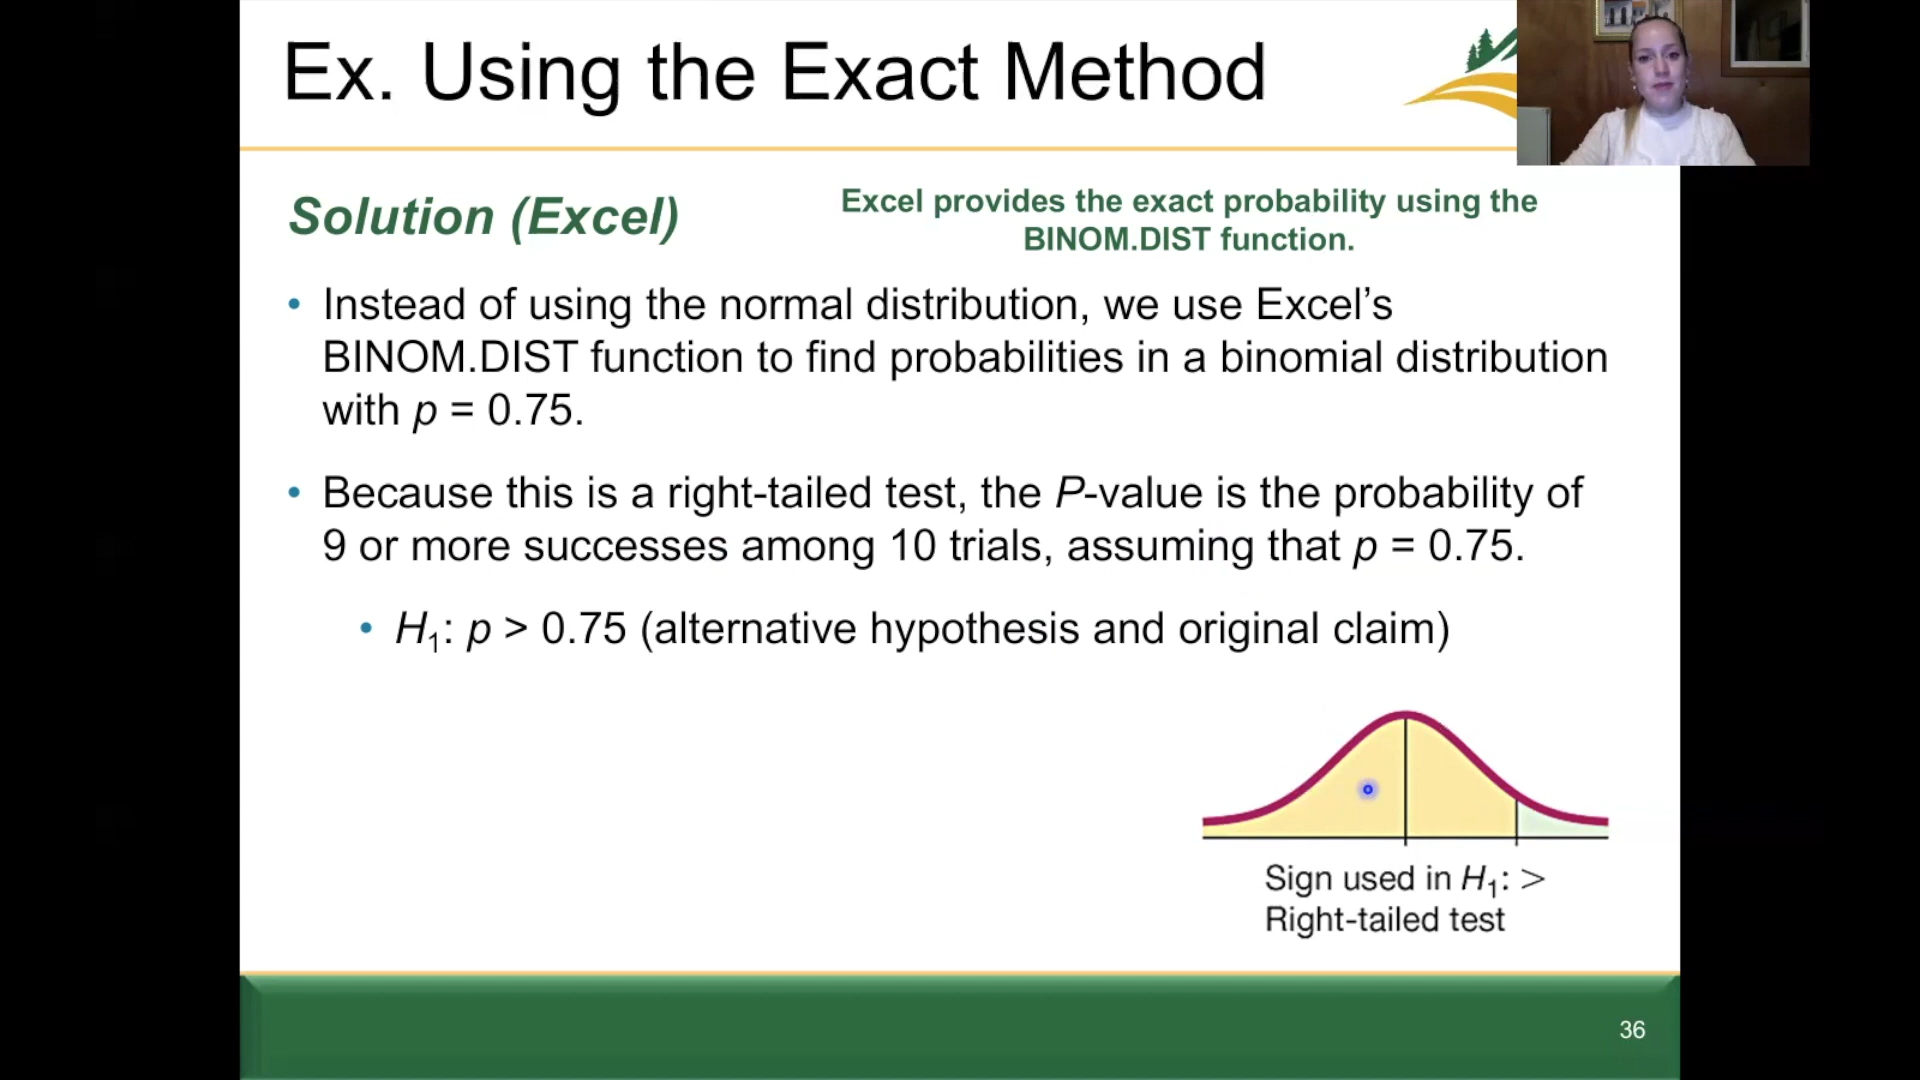 Ex. Using the Exact Method
Solution (Excel)
Excel provides the exact probability using the
BINOM.DIST function.
• Instead of using the normal distribution, we use Excel’s
BINOM.DIST function to find probabilities in a binomial distribution
with p = 0.75.
• Because this is a right-tailed test, the P-value is the probability of
9 or more successes among 10 trials, assuming that p = 0.75.
• H₁: p > 0.75 (alternative hypothesis and original claim)
Sign used in H₁: >
Right-tailed test
36